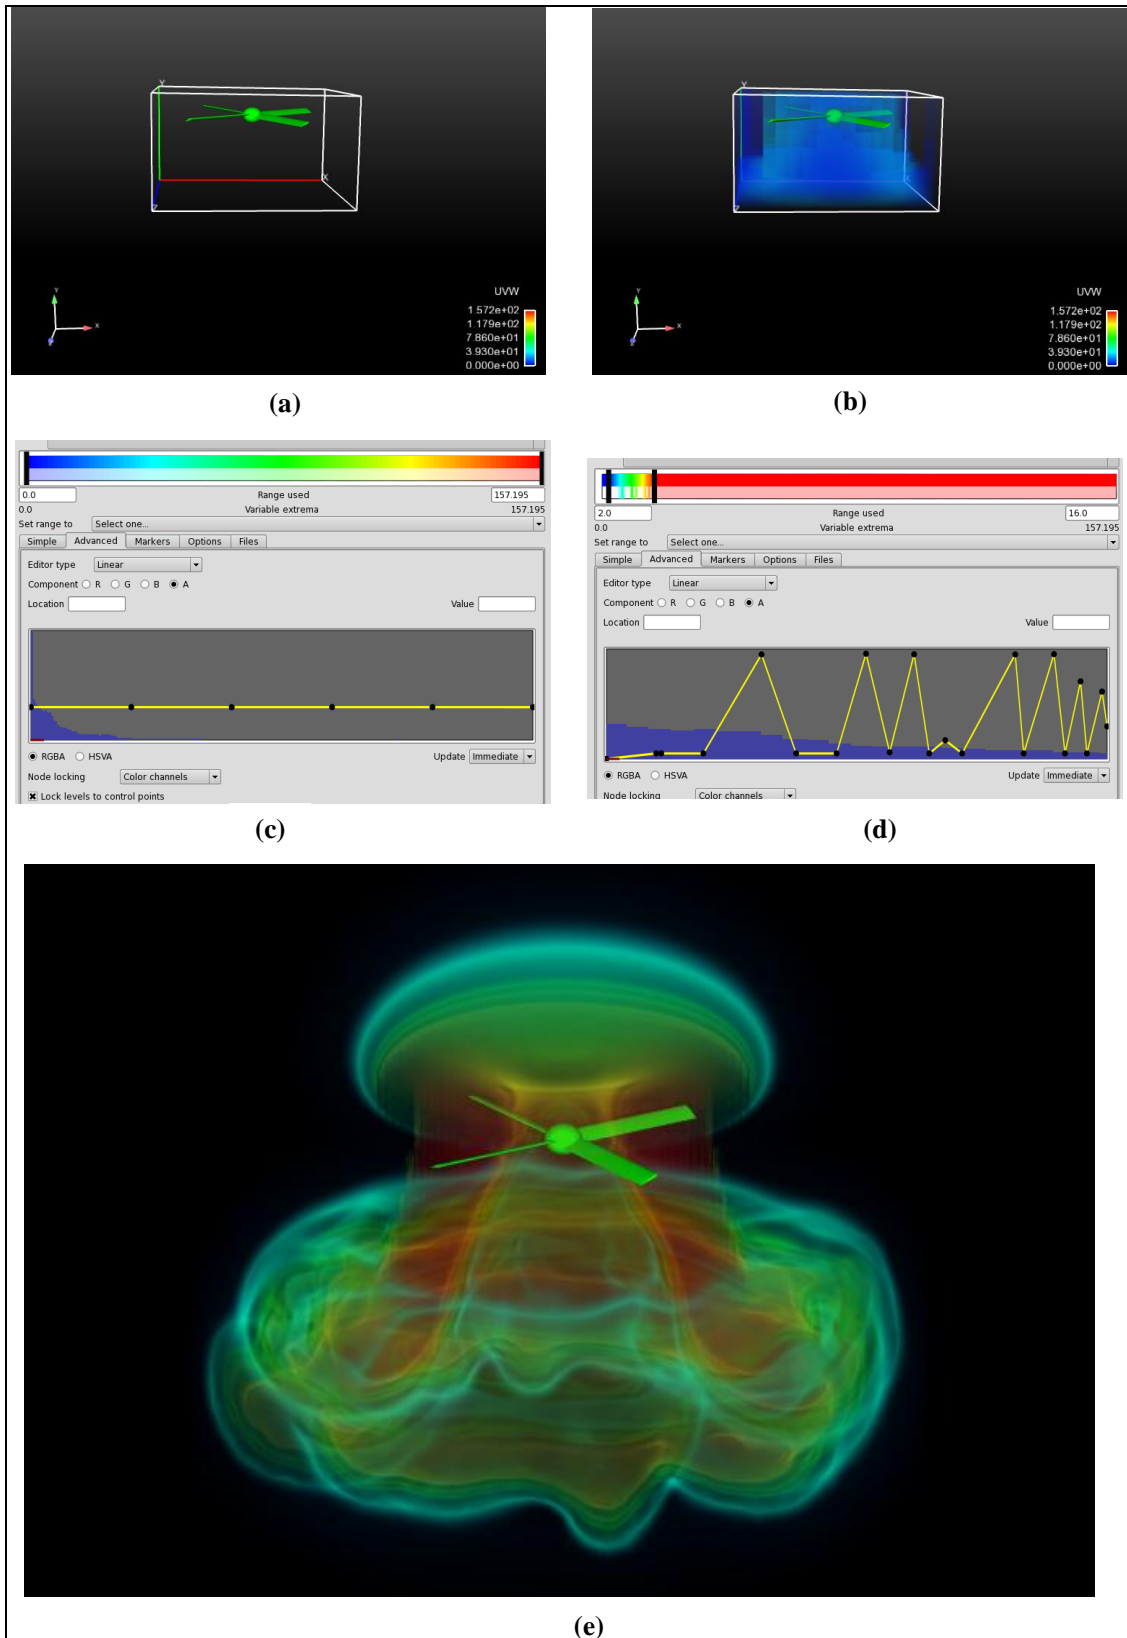 Y
X
Z
Y
X
Z
UVW
1.572e+02
1.179e+02
7.860e+01
3.930e+01
0.000e+00
(a)
Y
X
Z
Y
X
Z
UVW
1.572e+02
1.179e+02
7.860e+01
3.930e+01
0.000e+00
(b)
0.0 Range used 157.195
0.0 Variable extrema 157.195
Set range to Select one...
Simple Advanced Markers Options Files
Editor type Linear
Component R G B A
Location Value
RGBA HSVA Update Immediate
Node locking Color channels
Lock levels to control points
(c)
2.0 Range used 16.0
0.0 Variable extrema 157.195
Set range to Select one...
Simple Advanced Markers Options Files
Editor type Linear
Component R G B A
Location Value
RGBA HSVA Update Immediate
Node locking Color channels
(d)
(e)